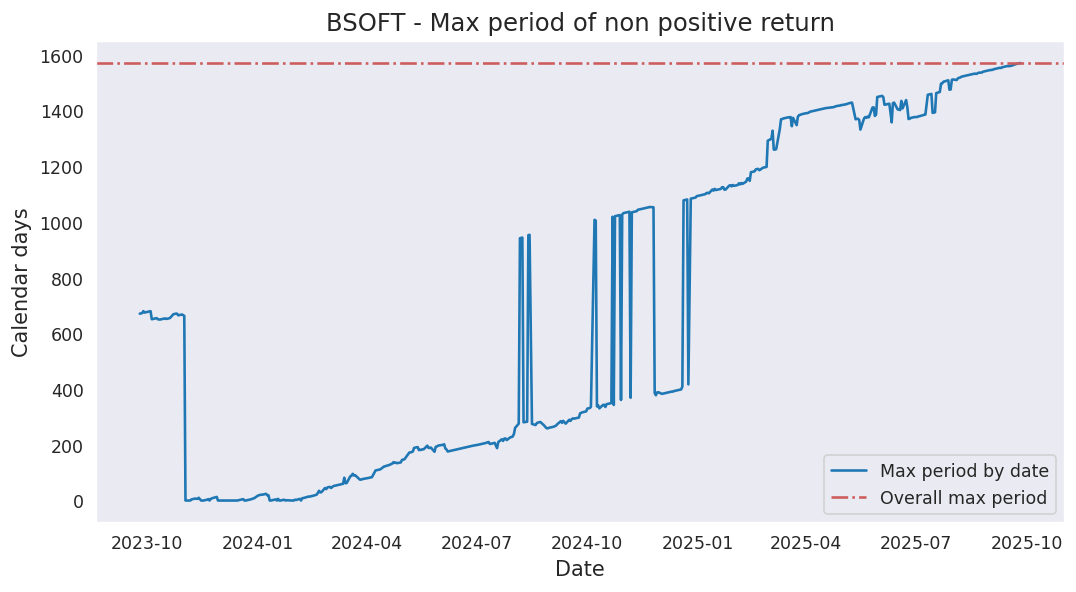 BSOFT - Max period of non positive return
1600
1400
1200
1000
800
600
400
200
0
Calendar days
2023-10 2024-01 2024-04 2024-07 2024-10 2025-01 2025-04 2025-07 2025-10
Date
Max period by date
Overall max period